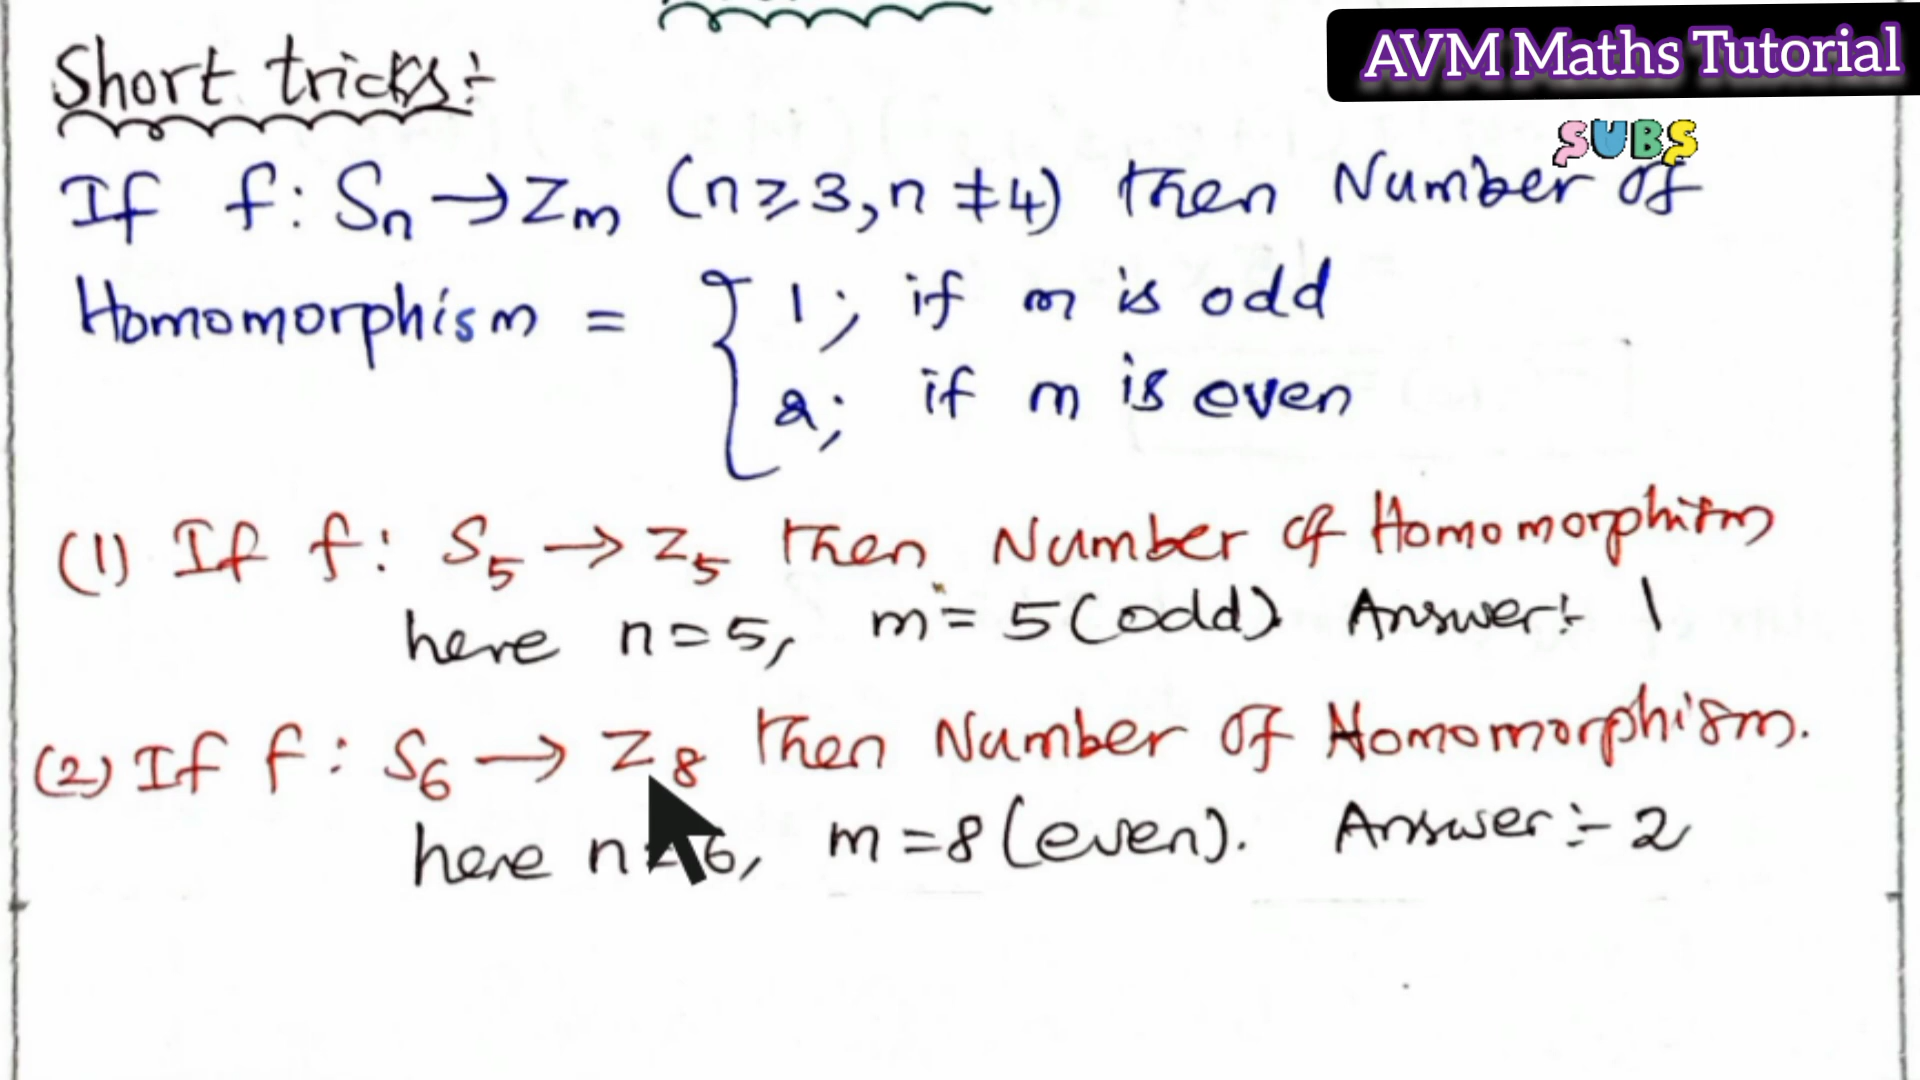 AVM Maths Tutorial
SUBS
Short tricks:-
If f: Sn → Zm (n ≥ 3, n ≠ 4) then Number of
Homomorphism = { 1; if m is odd
2; if m is even
(1) If f: S5 → Z5 then Number of Homomorphism
here n = 5, m = 5 (odd). Answer:- 1
(2) If f: S6 → Z8 then Number of Homomorphism.
here n = 6, m = 8 (even). Answer:- 2